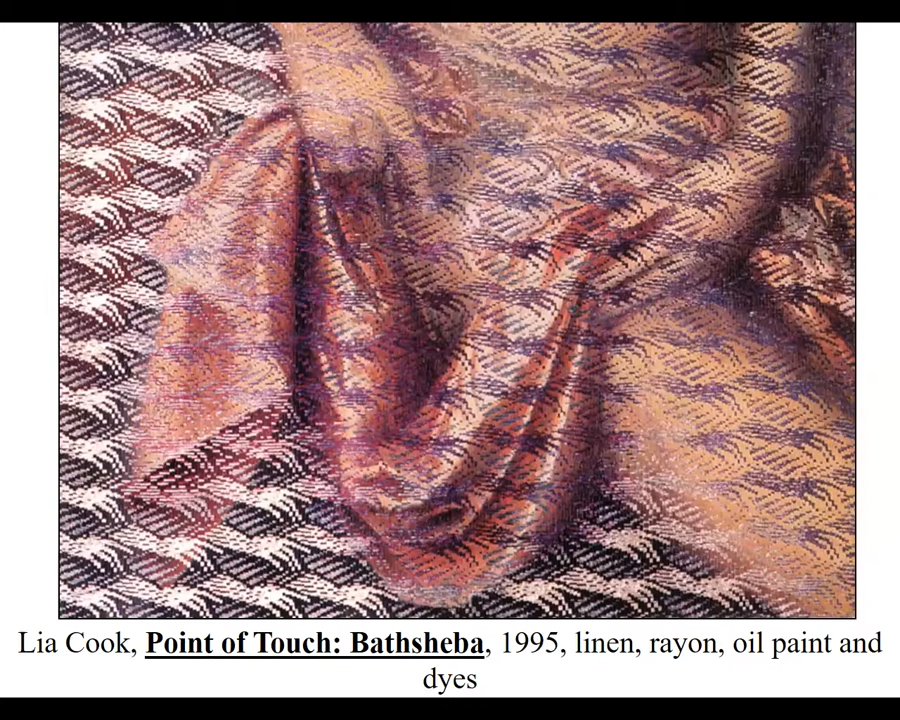 Lia Cook, Point of Touch: Bathsheba, 1995, linen, rayon, oil paint and
dyes